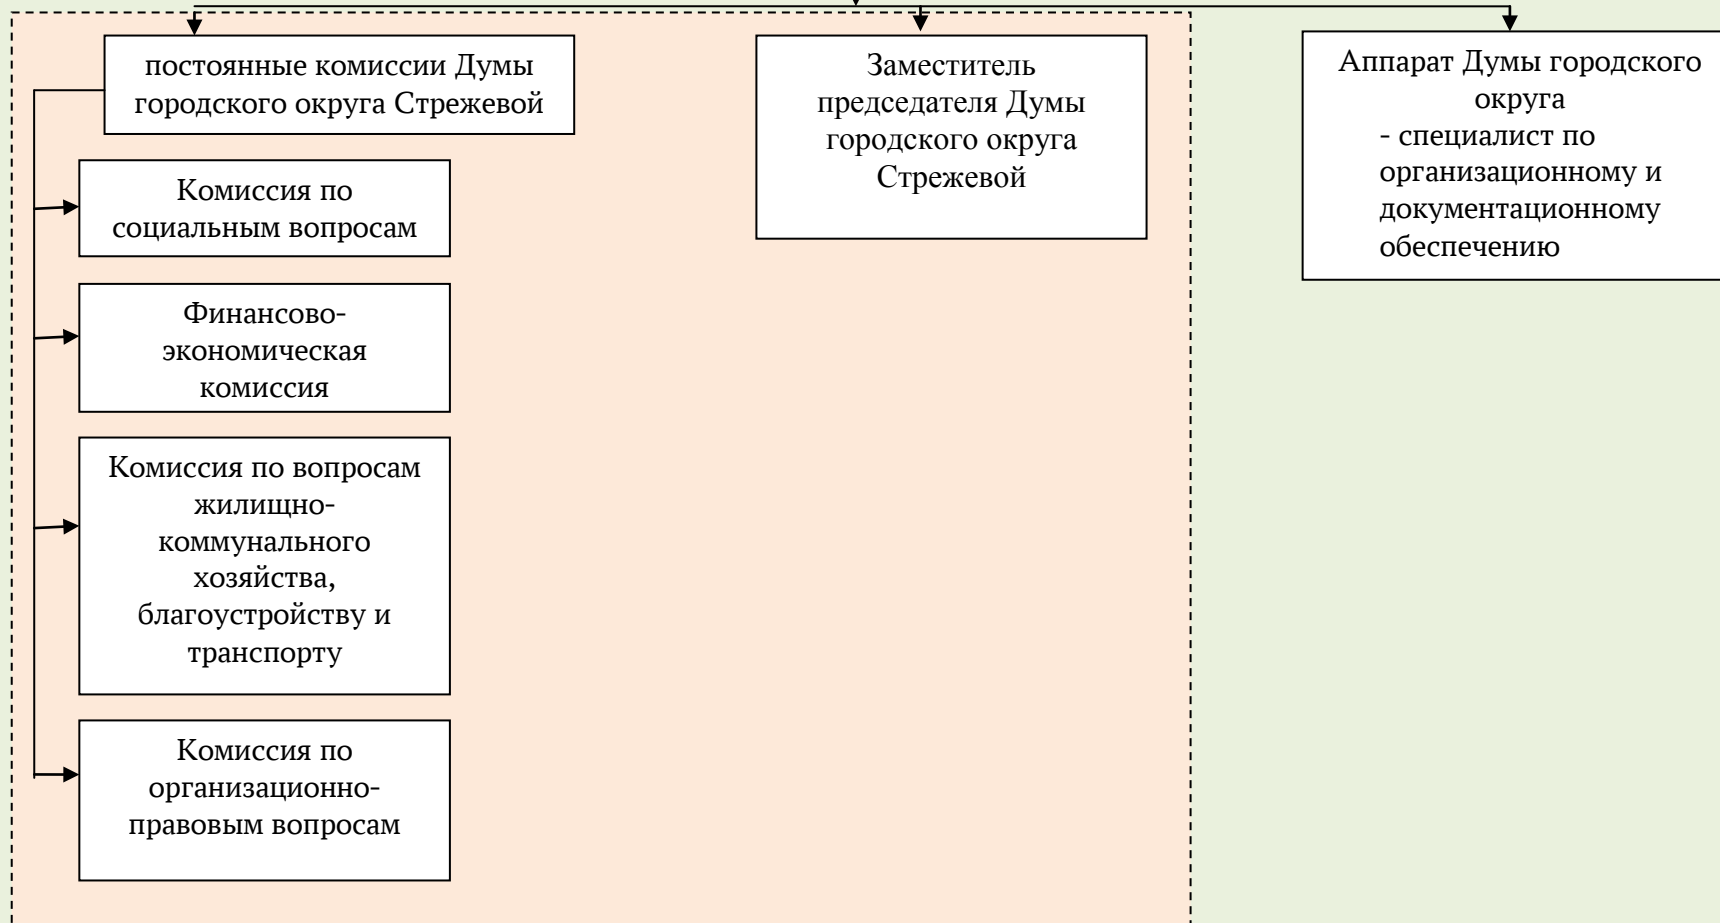 постоянные комиссии Думы
городского округа Стрежевой
Заместитель
председателя Думы
городского округа
Стрежевой
Аппарат Думы городского
округа
- специалист по
организационному и
документационному
обеспечению
Комиссия по
социальным вопросам
Финансово-
экономическая
комиссия
Комиссия по вопросам
жилищно-
коммунального
хозяйства,
благоустройству и
транспорту
Комиссия по
организационно-
правовым вопросам